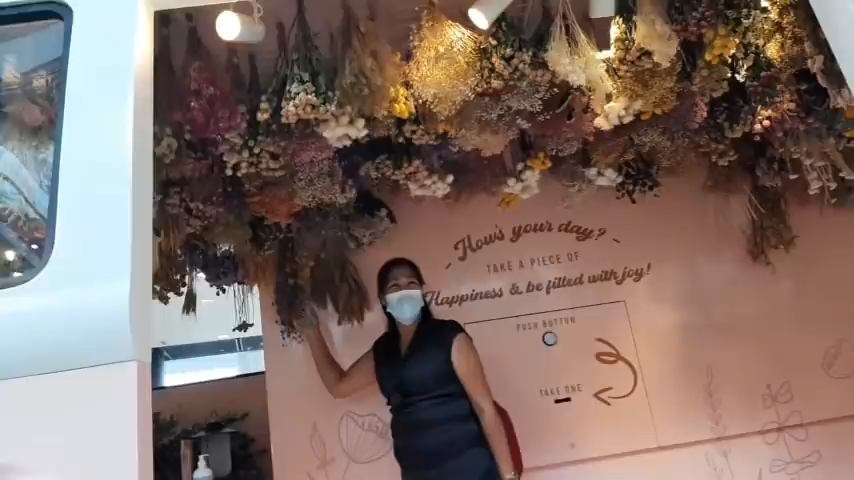 How's your day?
TAKE A PIECE OF
Happiness & be filled with joy!
PUSH BUTTON
TAKE ONE